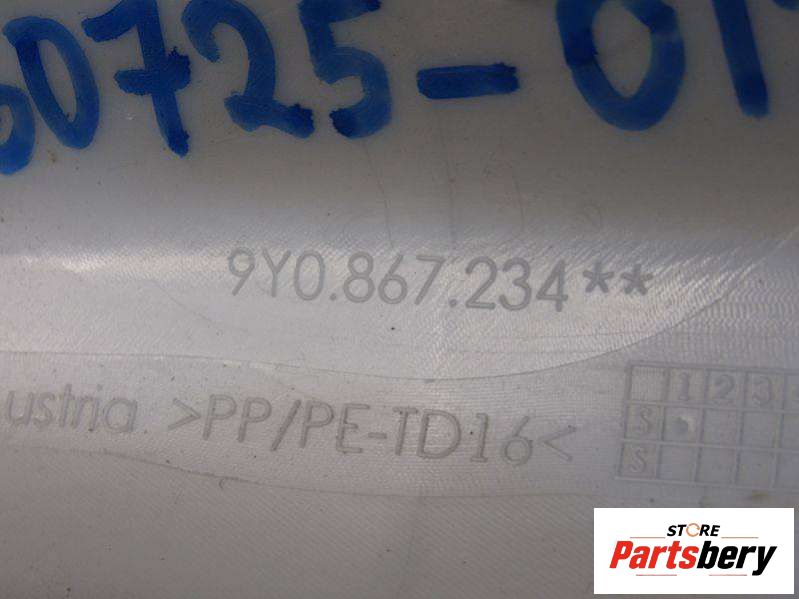 60725-01
9Y0.867.234**
ustria >PP/PE-TD16<
1 2 3
S
S
STORE
Partsbery